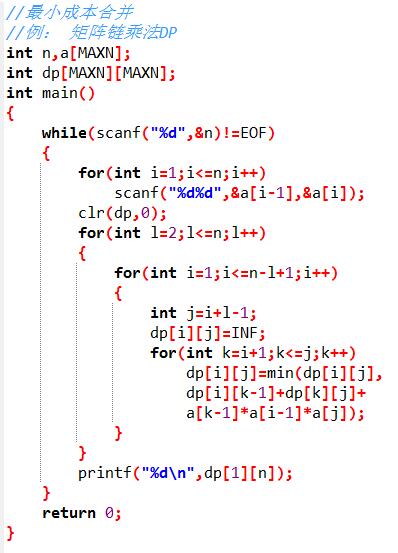 //最小成本合并
//例： 矩阵链乘法DP
int n,a[MAXN];
int dp[MAXN][MAXN];
int main()
{
    while(scanf("%d",&n)!=EOF)
    {
        for(int i=1;i<=n;i++)
            scanf("%d%d",&a[i-1],&a[i]);
        clr(dp,0);
        for(int l=2;l<=n;l++)
        {
            for(int i=1;i<=n-l+1;i++)
            {
                int j=i+l-1;
                dp[i][j]=INF;
                for(int k=i+1;k<=j;k++)
                    dp[i][j]=min(dp[i][j],
                    dp[i][k-1]+dp[k][j]+
                    a[k-1]*a[i-1]*a[j]);
            }
        }
        printf("%d\n",dp[1][n]);
    }
    return 0;
}